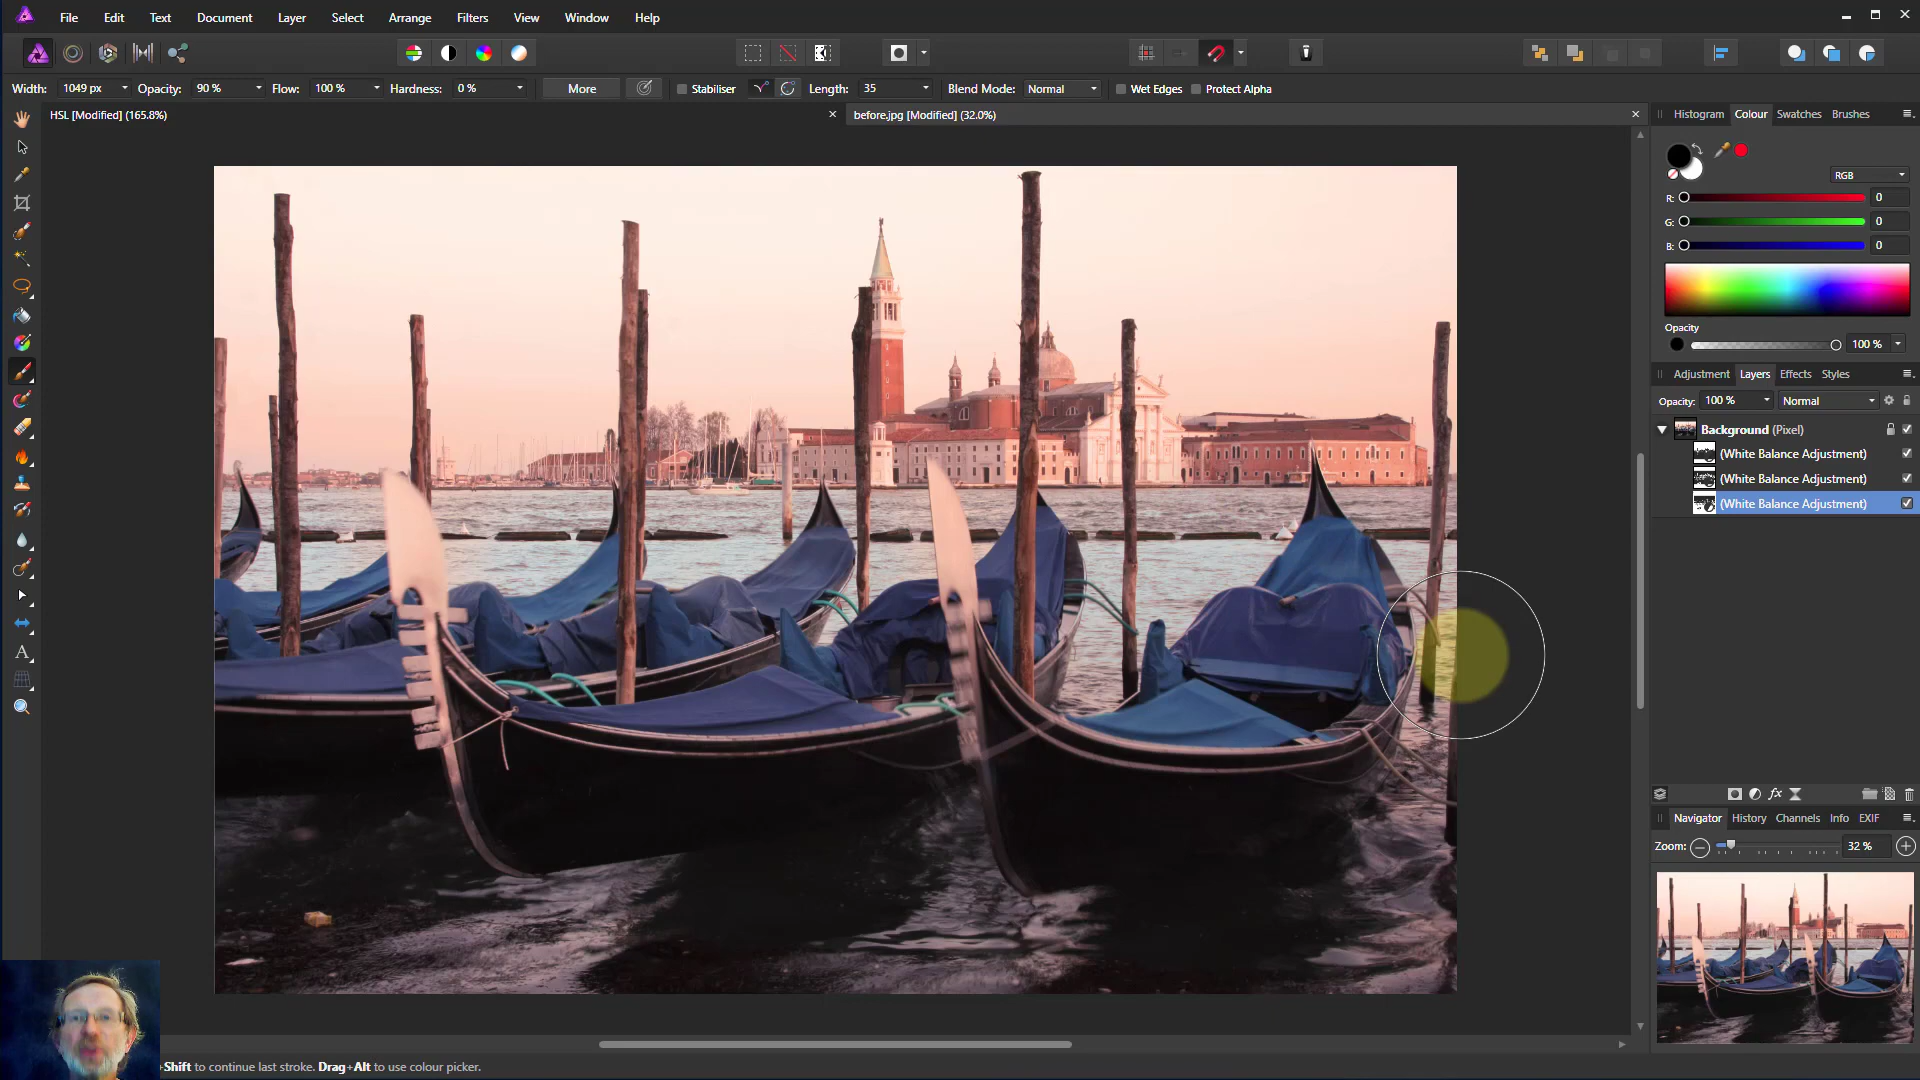 File Edit Text Document Layer Select Arrange Filters View Window Help
Width: 1049 px Opacity: 90 % Flow: 100 % Hardness: 0 % More Stabiliser Length: 35 Blend Mode: Normal Wet Edges Protect Alpha
HSL [Modified] (165.8%) before.jpg [Modified] (32.0%)
Histogram Colour Swatches Brushes
RGB
R: 0
G: 0
B: 0
Opacity
100 %
Adjustment Layers Effects Styles
Opacity: 100 % Normal
Background (Pixel)
(White Balance Adjustment)
(White Balance Adjustment)
(White Balance Adjustment)
fx
Navigator History Channels Info EXIF
Zoom: 32 %
+Shift to continue last stroke. Drag+Alt to use colour picker.